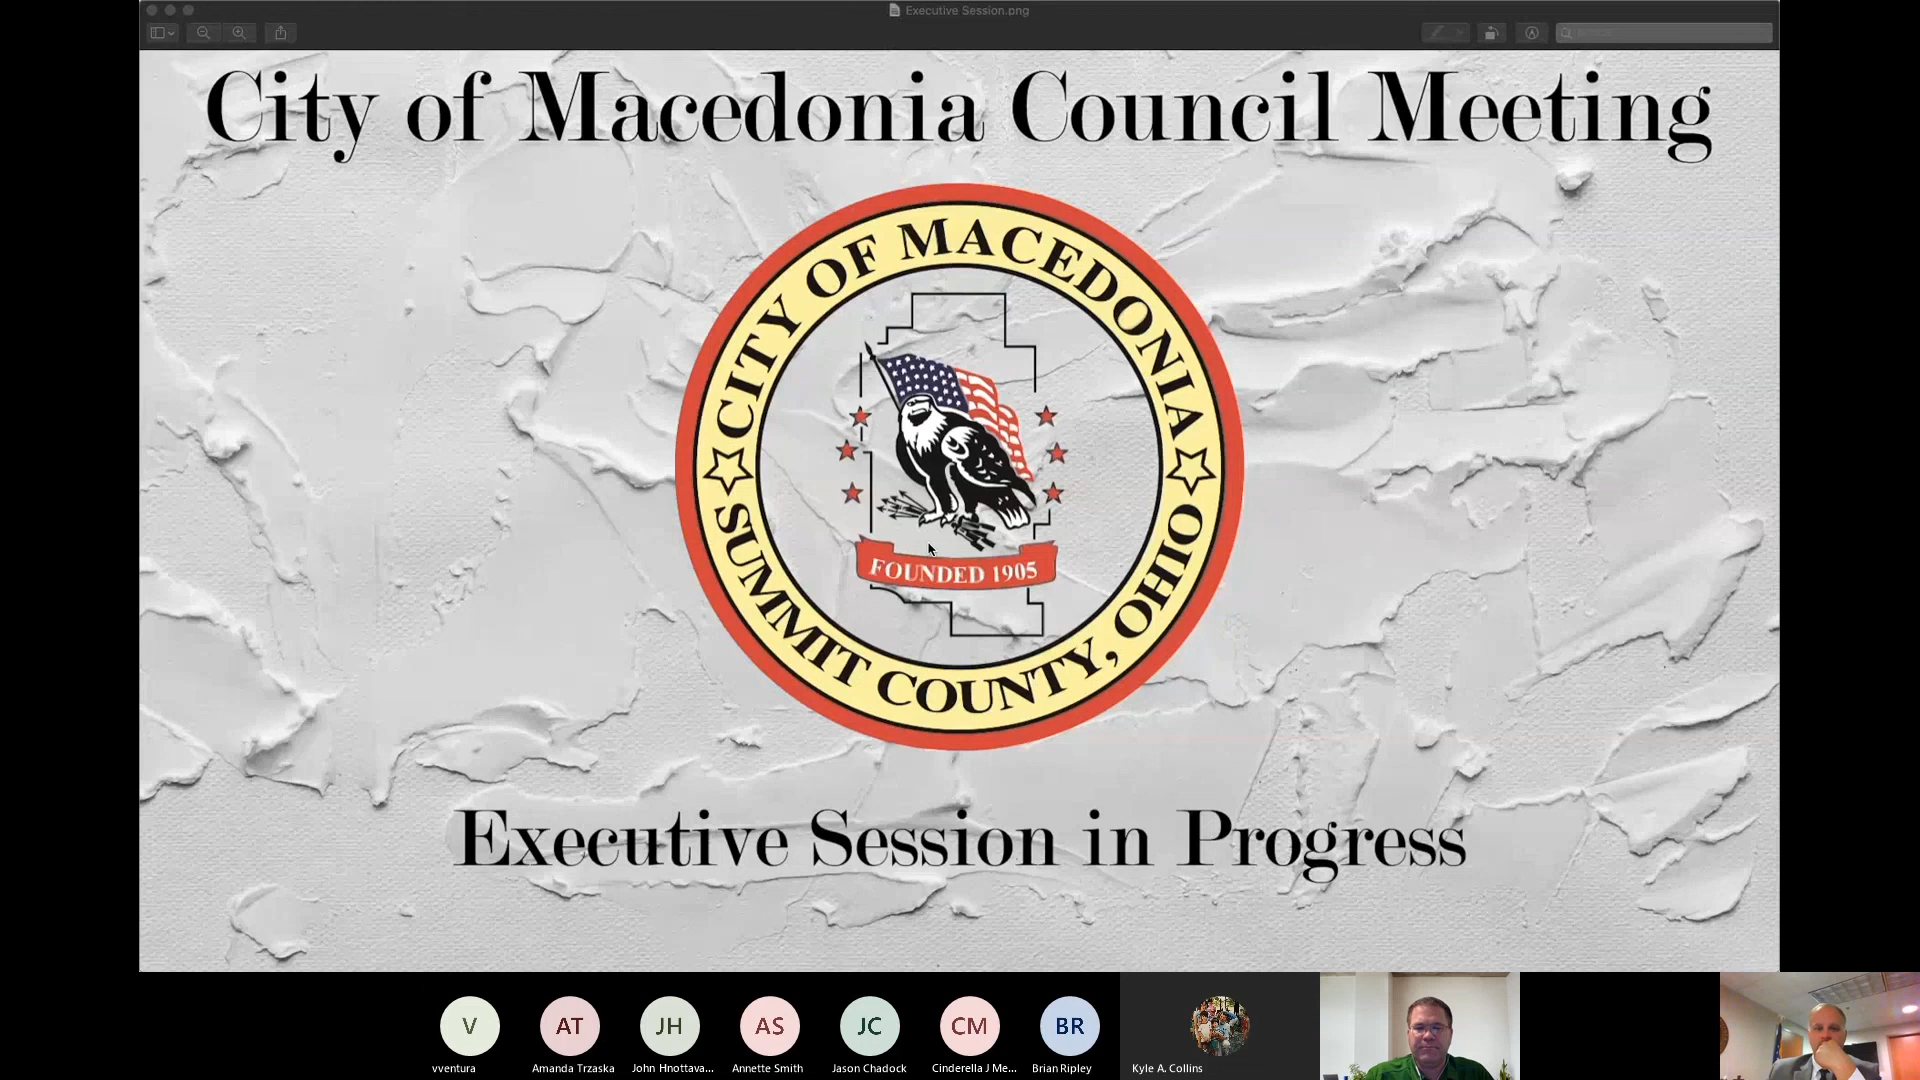 Executive Session.png
City of Macedonia Council Meeting
CITY OF MACEDONIA
FOUNDED 1905
SUMMIT COUNTY, OHIO
Executive Session in Progress
V
AT
JH
AS
JC
CM
BR
vventura
Amanda Trzaska
John Hnottava...
Annette Smith
Jason Chadock
Cinderella J Me...
Brian Ripley
Kyle A. Collins